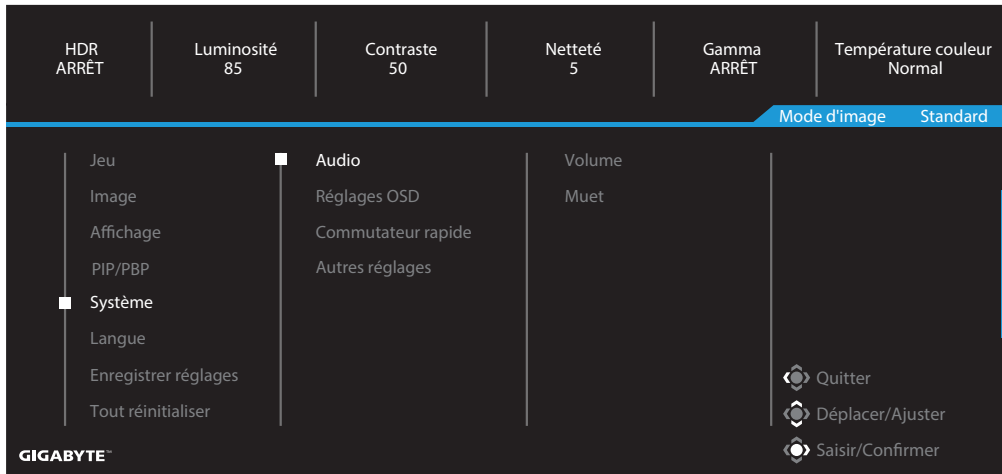 HDR
ARRÊT
Luminosité
85
Contraste
50
Netteté
5
Gamma
ARRÊT
Température couleur
Normal
Mode d'image Standard
Jeu
Image
Affichage
PIP/PBP
Système
Langue
Enregistrer réglages
Tout réinitialiser
Audio
Réglages OSD
Commutateur rapide
Autres réglages
Volume
Muet
Quitter
Déplacer/Ajuster
Saisir/Confirmer
GIGABYTE™